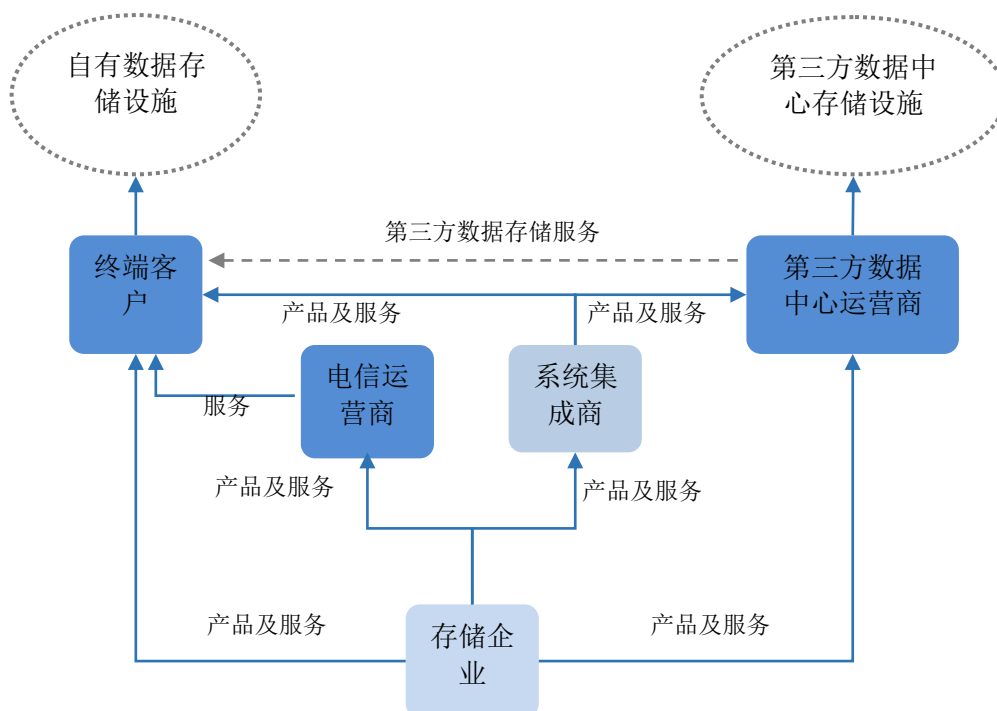 自有数据存
储设施
第三方数据中
心存储设施
第三方数据存储服务
终端客
户
第三方数据
中心运营商
产品及服务
产品及服务
电信运
营商
系统集
成商
服务
产品及服务
产品及服务
产品及服务
存储企
业
产品及服务